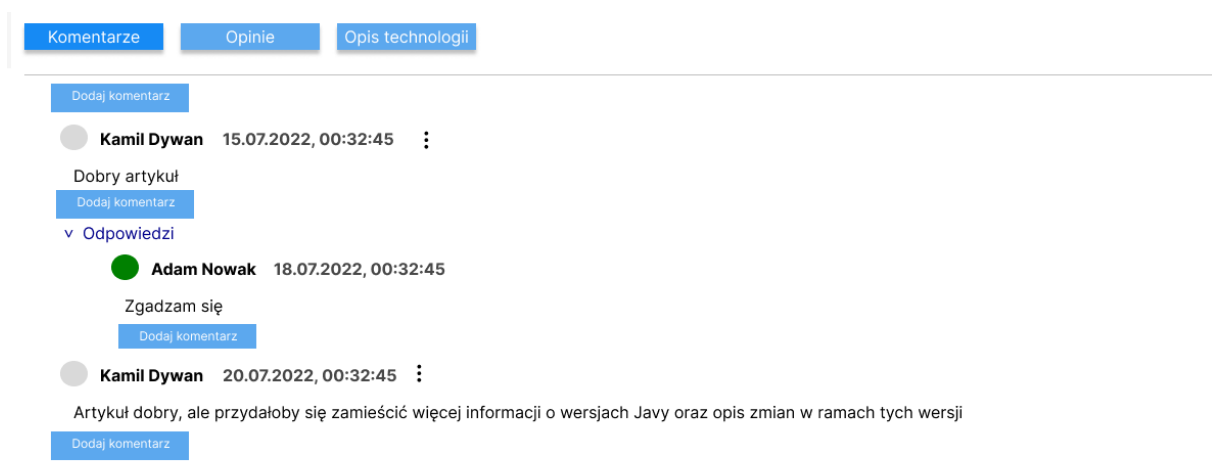 Komentarze Opinie Opis technologii
Dodaj komentarz
Kamil Dywan 15.07.2022, 00:32:45
Dobry artykuł
Dodaj komentarz
v Odpowiedzi
Adam Nowak 18.07.2022, 00:32:45
Zgadzam się
Dodaj komentarz
Kamil Dywan 20.07.2022, 00:32:45
Artykuł dobry, ale przydałoby się zamieścić więcej informacji o wersjach Javy oraz opis zmian w ramach tych wersji
Dodaj komentarz